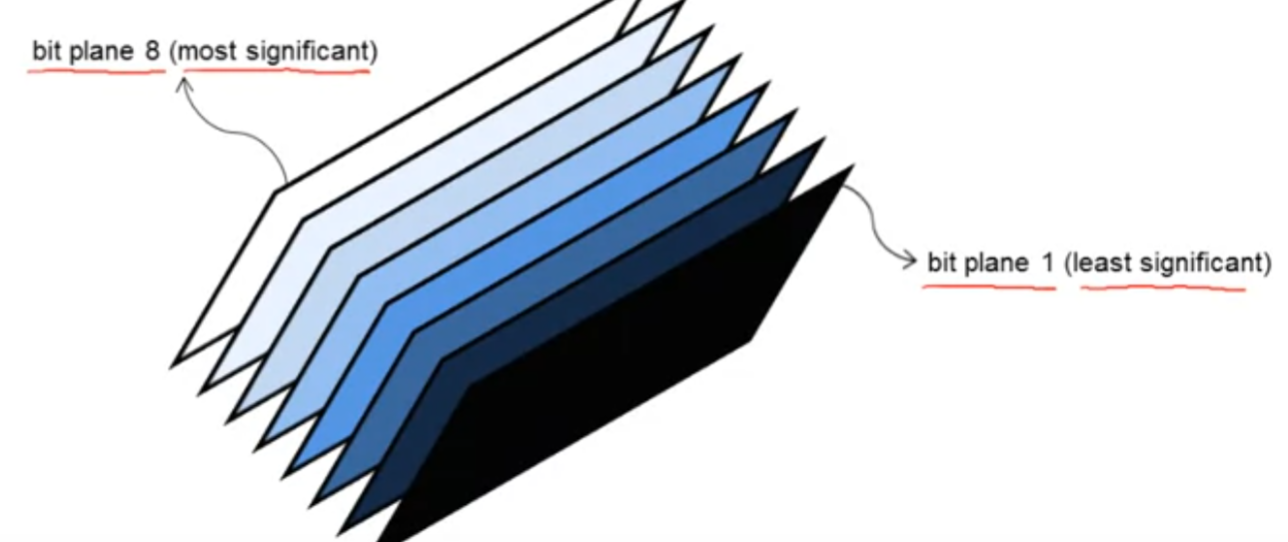 bit plane 8 (most significant)
bit plane 1 (least significant)